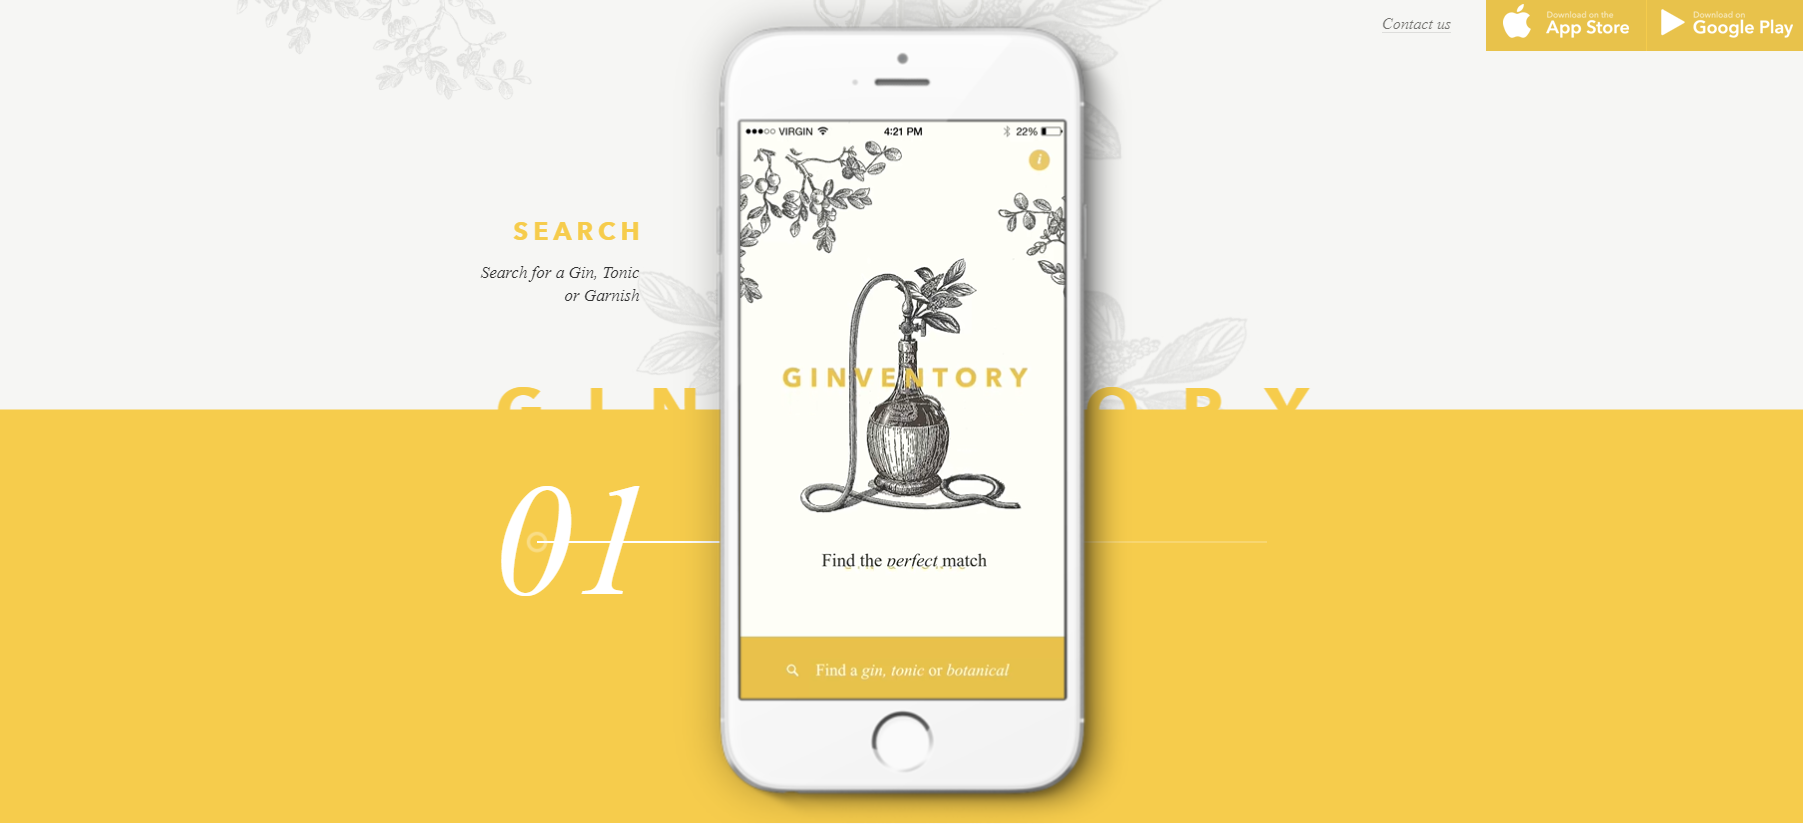 Contact us
Download on the
App Store
Download on
Google Play
VIRGIN
4:21 PM
22%
i
SEARCH
Search for a Gin, Tonic
or Garnish
GINVENTORY
GIN ORY
01
Find the perfect match
Find a gin, tonic or botanical